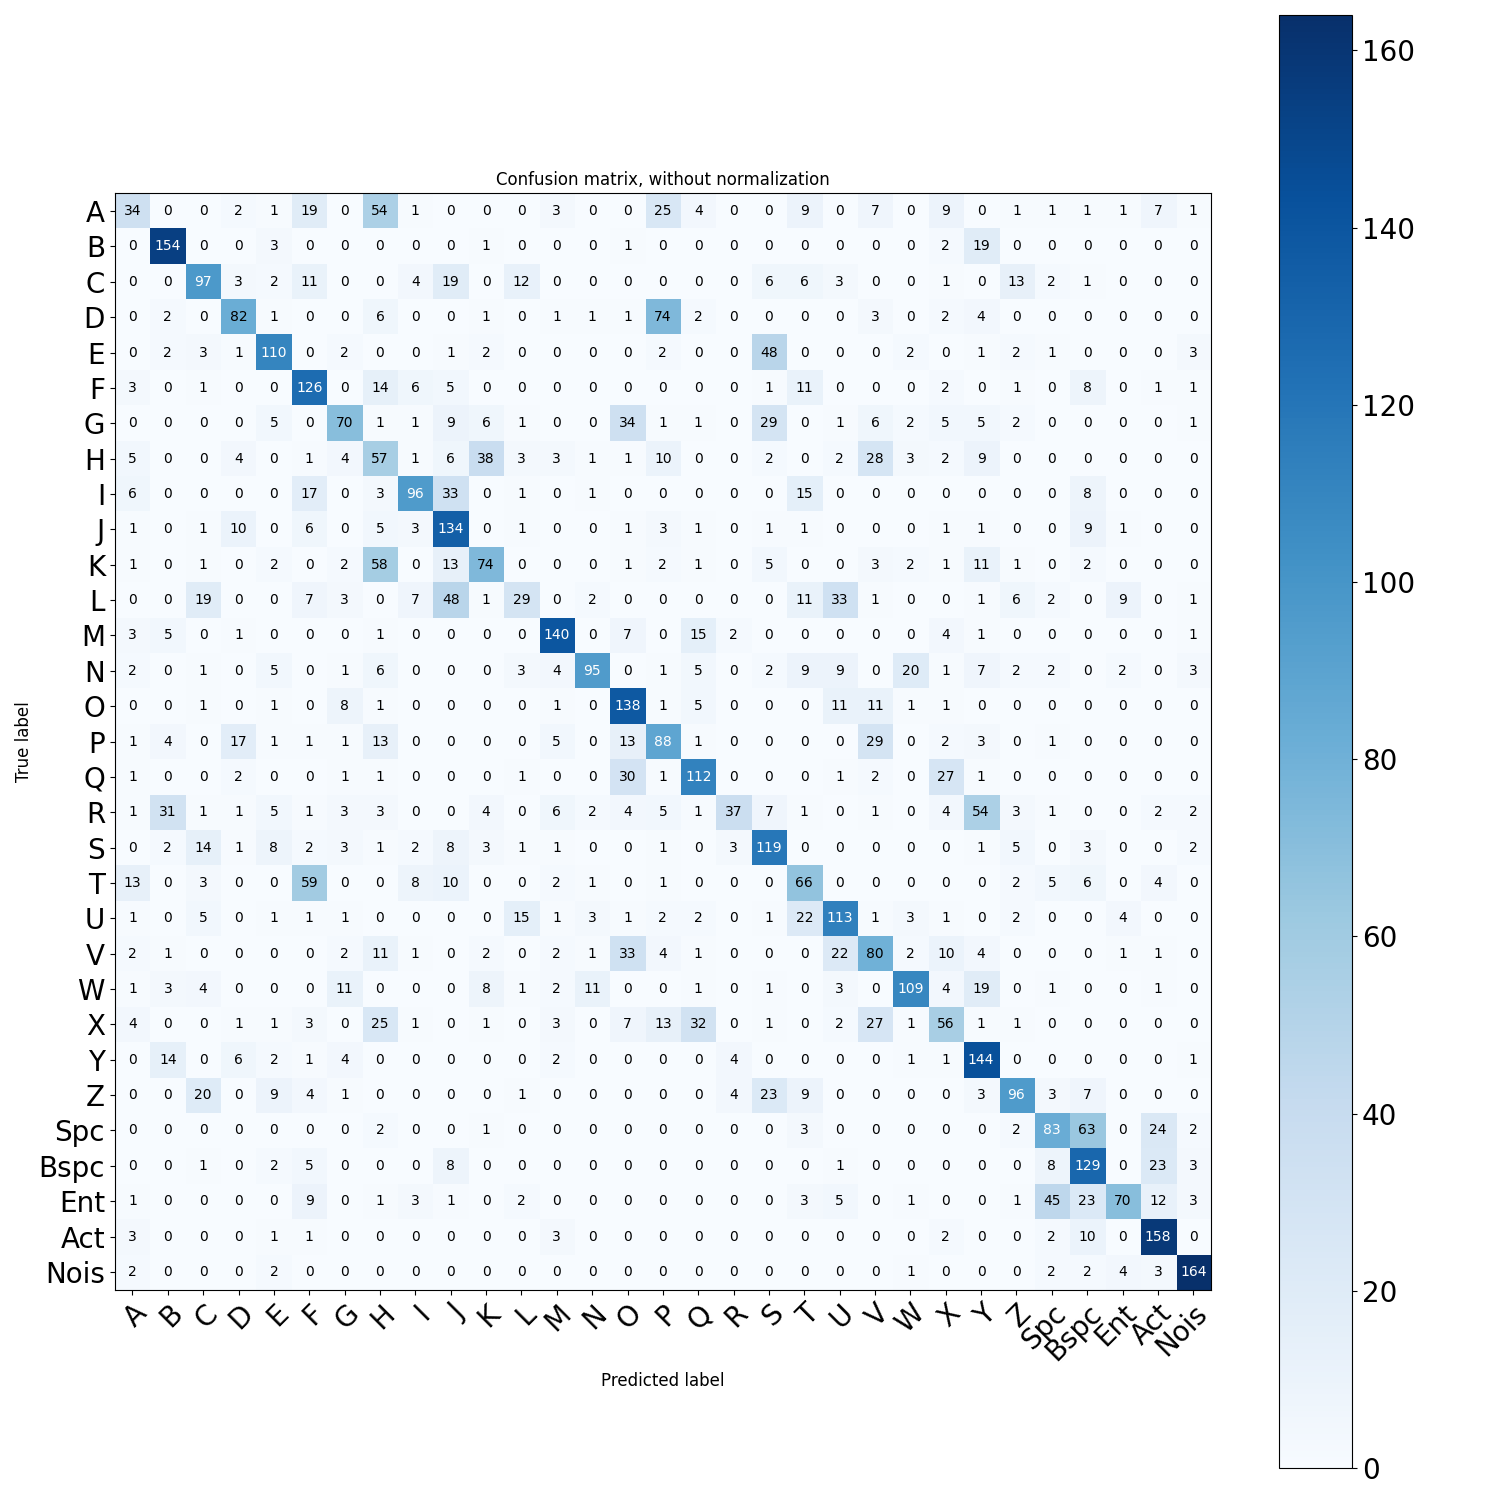 Confusion matrix, without normalization
A 34 0 0 2 1 19 0 54 1 0 0 0 3 0 0 25 4 0 0 9 0 7 0 9 0 1 1 1 1 7 1
B 0 154 0 0 3 0 0 0 0 0 1 0 0 0 1 0 0 0 0 0 0 0 0 2 19 0 0 0 0 0 0
C 0 0 97 3 2 11 0 0 4 19 0 12 0 0 0 0 0 0 6 6 3 0 0 1 0 13 2 1 0 0 0
D 0 2 0 82 1 0 0 6 0 0 1 0 1 1 1 74 2 0 0 0 0 3 0 2 4 0 0 0 0 0 0
E 0 2 3 1 110 0 2 0 0 1 2 0 0 0 0 2 0 0 48 0 0 0 2 0 1 2 1 0 0 0 3
F 3 0 1 0 0 126 0 14 6 5 0 0 0 0 0 0 0 0 1 11 0 0 0 2 0 1 0 8 0 1 1
G 0 0 0 0 5 0 70 1 1 9 6 1 0 0 34 1 1 0 29 0 1 6 2 5 5 2 0 0 0 0 1
H 5 0 0 4 0 1 4 57 1 6 38 3 3 1 1 10 0 0 2 0 2 28 3 2 9 0 0 0 0 0 0
I 6 0 0 0 0 17 0 3 96 33 0 1 0 1 0 0 0 0 0 15 0 0 0 0 0 0 0 8 0 0 0
J 1 0 1 10 0 6 0 5 3 134 0 1 0 0 1 3 1 0 1 1 0 0 0 1 1 0 0 9 1 0 0
K 1 0 1 0 2 0 2 58 0 13 74 0 0 0 1 2 1 0 5 0 0 3 2 1 11 1 0 2 0 0 0
L 0 0 19 0 0 7 3 0 7 48 1 29 0 2 0 0 0 0 0 11 33 1 0 0 1 6 2 0 9 0 1
M 3 5 0 1 0 0 0 1 0 0 0 0 140 0 7 0 15 2 0 0 0 0 0 4 1 0 0 0 0 0 1
N 2 0 1 0 5 0 1 6 0 0 0 3 4 95 0 1 5 0 2 9 9 0 20 1 7 2 2 0 2 0 3
O 0 0 1 0 1 0 8 1 0 0 0 0 1 0 138 1 5 0 0 0 11 11 1 1 0 0 0 0 0 0 0
P 1 4 0 17 1 1 1 13 0 0 0 0 5 0 13 88 1 0 0 0 0 29 0 2 3 0 1 0 0 0 0
Q 1 0 0 2 0 0 1 1 0 0 0 1 0 0 30 1 112 0 0 0 1 2 0 27 1 0 0 0 0 0 0
R 1 31 1 1 5 1 3 3 0 0 4 0 6 2 4 5 1 37 7 1 0 1 0 4 54 3 1 0 0 2 2
S 0 2 14 1 8 2 3 1 2 8 3 1 1 0 0 1 0 3 119 0 0 0 0 0 1 5 0 3 0 0 2
T 13 0 3 0 0 59 0 0 8 10 0 0 2 1 0 1 0 0 0 66 0 0 0 0 0 2 5 6 0 4 0
U 1 0 5 0 1 1 1 0 0 0 0 15 1 3 1 2 2 0 1 22 113 1 3 1 0 2 0 0 4 0 0
V 2 1 0 0 0 0 2 11 1 0 2 0 2 1 33 4 1 0 0 0 22 80 2 10 4 0 0 0 1 1 0
W 1 3 4 0 0 0 11 0 0 0 8 1 2 11 0 0 1 0 1 0 3 0 109 4 19 0 1 0 0 1 0
X 4 0 0 1 1 3 0 25 1 0 1 0 3 0 7 13 32 0 1 0 2 27 1 56 1 1 0 0 0 0 0
Y 0 14 0 6 2 1 4 0 0 0 0 0 2 0 0 0 0 4 0 0 0 0 1 1 144 0 0 0 0 0 1
Z 0 0 20 0 9 4 1 0 0 0 0 1 0 0 0 0 0 4 23 9 0 0 0 0 3 96 3 7 0 0 0
Spc 0 0 0 0 0 0 0 2 0 0 1 0 0 0 0 0 0 0 0 3 0 0 0 0 0 2 83 63 0 24 2
Bspc 0 0 1 0 2 5 0 0 0 8 0 0 0 0 0 0 0 0 0 0 1 0 0 0 0 0 8 129 0 23 3
Ent 1 0 0 0 0 9 0 1 3 1 0 2 0 0 0 0 0 0 0 3 5 0 1 0 0 1 45 23 70 12 3
Act 3 0 0 0 1 1 0 0 0 0 0 0 3 0 0 0 0 0 0 0 0 0 0 2 0 0 2 10 0 158 0
Nois 2 0 0 0 2 0 0 0 0 0 0 0 0 0 0 0 0 0 0 0 0 0 1 0 0 0 2 2 4 3 164
A B C D E F G H I J K L M N O P Q R S T U V W X Y Z Spc Bspc Ent Act Nois
Predicted label
True label
160
140
120
100
80
60
40
20
0